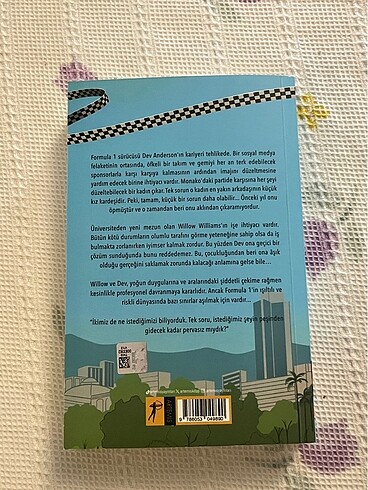 Formula 1 sürücüsü Dev Anderson'ın kariyeri tehlikede. Bir sosyal medya
felaketinin ortasında, öfkeli bir takım ve gemiyi her an terk edebilecek
sponsorlarla karşı karşıya kalmasının ardından imajını düzeltmesine
yardım edecek birine ihtiyacı vardır. Monako'daki partide karşısına her şeyi
düzeltebilecek bir kadın çıkar. Tek sorun o kadın en yakın arkadaşının küçük
kız kardeşidir. Peki, tamam, küçük bir sorun daha olabilir... Önceki yıl onu
öpmüştür ve o zamandan beri onu aklından çıkaramıyordur.
Üniversiteden yeni mezun olan Willow Williams'ın işe ihtiyacı vardır.
Bütün kötü durumların olumlu tarafını görme yeteneğine sahip olsa da iş
bulmakta zorlanırken iyimser kalmak zordur. Bu yüzden Dev ona geçici bir
çözüm sunduğunda bunu reddedemez. Bu, çocukluğundan beri ona âşık
olduğu gerçeğini saklamak zorunda kalacağı anlamına gelse bile...
Willow ve Dev, yoğun duygularına ve aralarındaki şiddetli çekime rağmen
kesinlikle profesyonel davranmaya kararlıdır. Ancak Formula 1'in ışıltılı
ve riskli dünyasında bazı sınırlar aşılmak için vardır...
"İkimiz de ne istediğimizi biliyorduk. Tek soru, istediğimiz şeyin peşinden
gidecek kadar pervasız mıydık?"
ARTEMİS
9 786053 049890